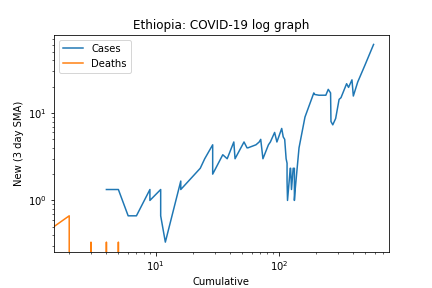 Ethiopia: COVID-19 log graph
Cases
Deaths
New (3 day SMA)
10¹
10⁰
10¹
10²
Cumulative